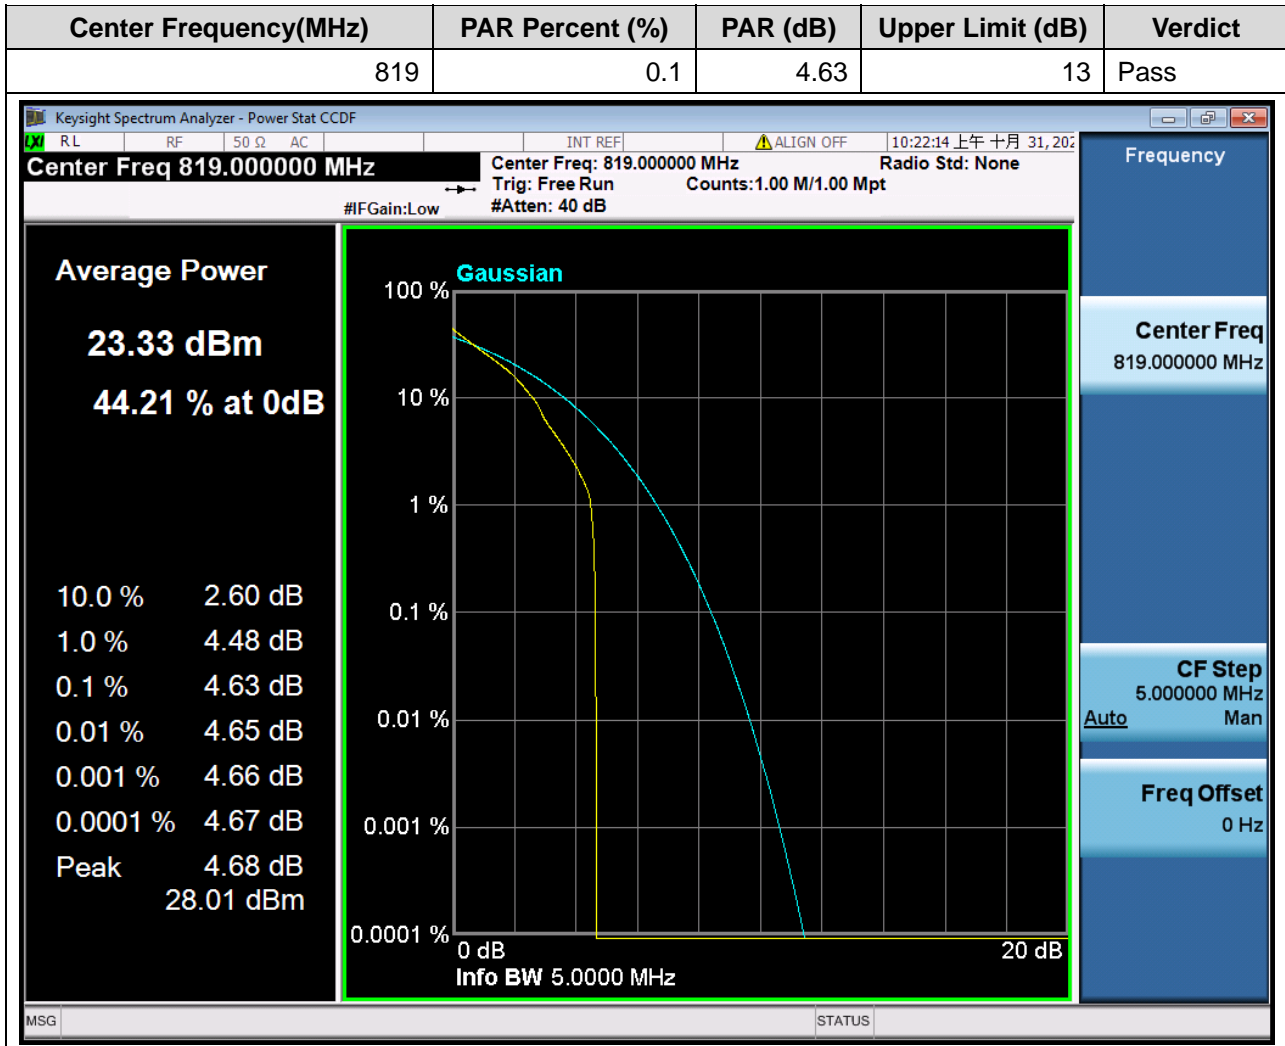 Center Frequency(MHz) PAR Percent (%) PAR (dB) Upper Limit (dB) Verdict
819 0.1 4.63 13 Pass
Keysight Spectrum Analyzer - Power Stat CCDF
LXI RL RF 50 Ω AC INT REF ALIGN OFF 10:22:14 上午 十月 31, 202
Center Freq 819.000000 MHz
Center Freq: 819.000000 MHz Radio Std: None
Trig: Free Run Counts:1.00 M/1.00 Mpt
#IFGain:Low #Atten: 40 dB
Frequency
Average Power
23.33 dBm
44.21 % at 0dB
10.0 % 2.60 dB
1.0 % 4.48 dB
0.1 % 4.63 dB
0.01 % 4.65 dB
0.001 % 4.66 dB
0.0001 % 4.67 dB
Peak 4.68 dB
28.01 dBm
Gaussian
100 %
10 %
1 %
0.1 %
0.01 %
0.001 %
0.0001 %
0 dB 20 dB
Info BW 5.0000 MHz
Center Freq
819.000000 MHz
CF Step
5.000000 MHz
Auto Man
Freq Offset
0 Hz
MSG STATUS